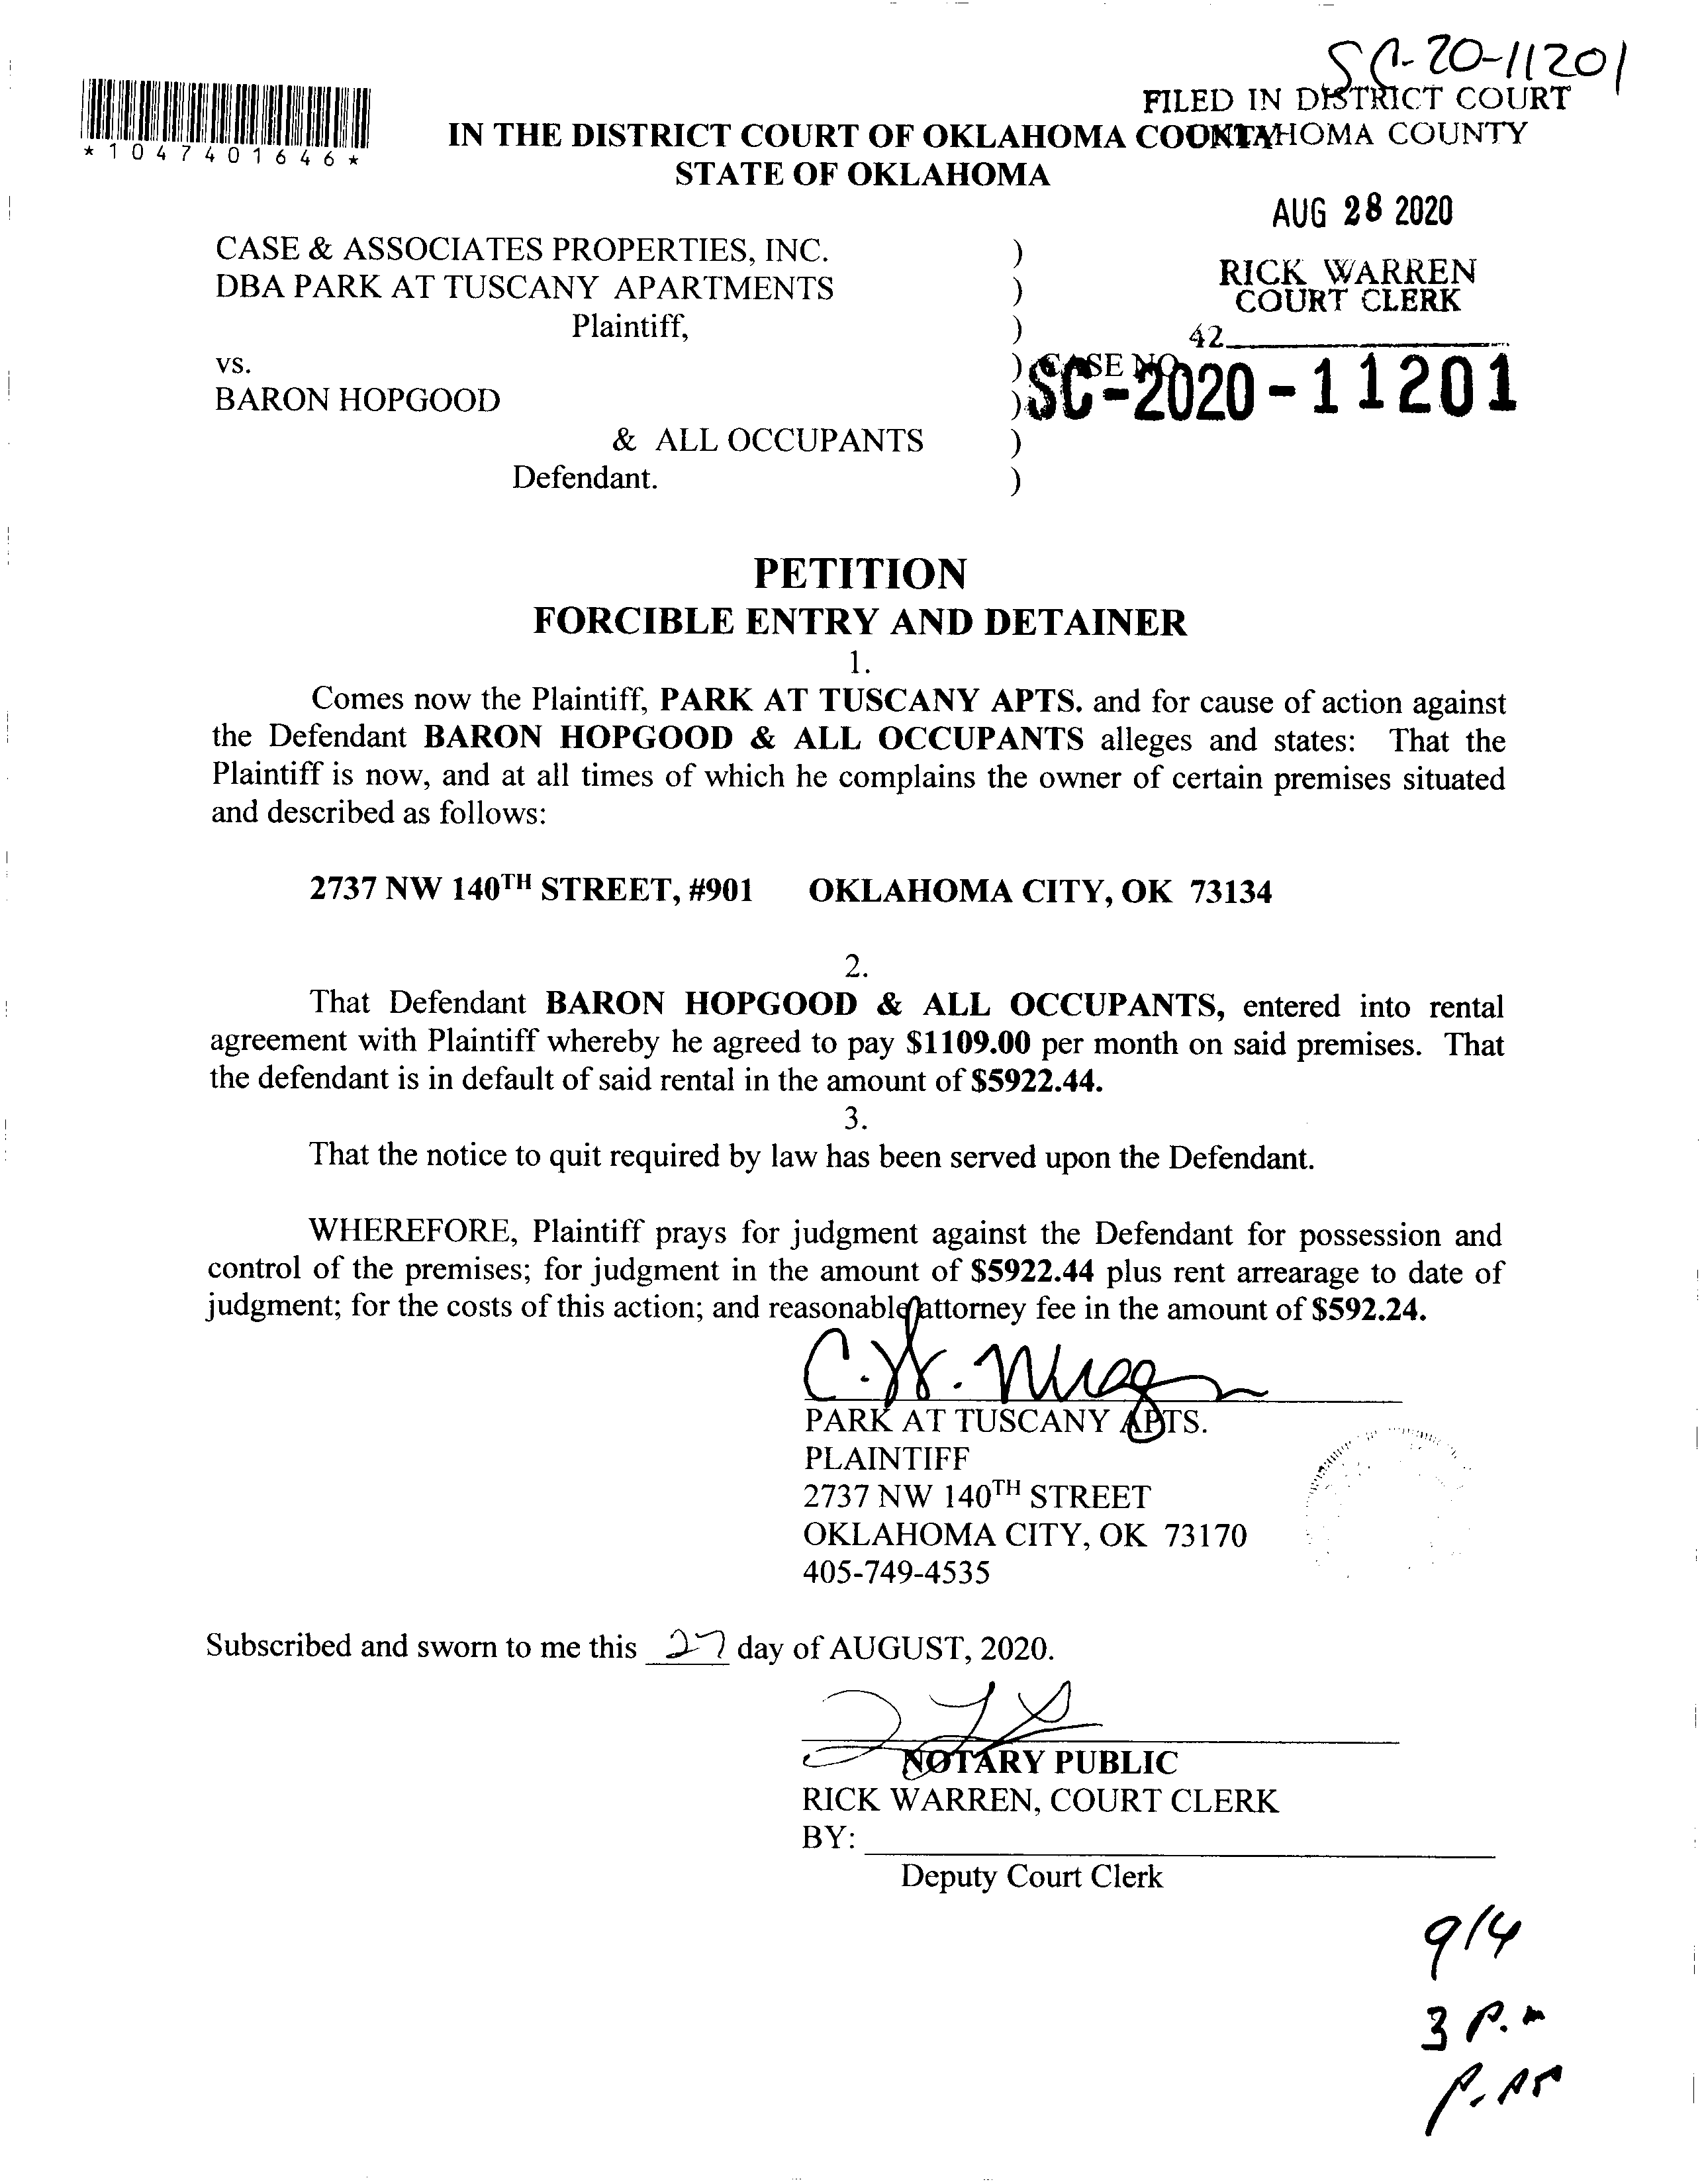 SC-20-11201
FILED IN DISTRICT COURT
OKLAHOMA COUNTY
*1047401646*
IN THE DISTRICT COURT OF OKLAHOMA COUNTY
STATE OF OKLAHOMA
AUG 28 2020
RICK WARREN
COURT CLERK
42
CASE & ASSOCIATES PROPERTIES, INC. )
DBA PARK AT TUSCANY APARTMENTS )
Plaintiff, )
vs. ) CASE NO.
SC-2020-11201
BARON HOPGOOD )
& ALL OCCUPANTS )
Defendant. )
PETITION
FORCIBLE ENTRY AND DETAINER
1.
Comes now the Plaintiff, PARK AT TUSCANY APTS. and for cause of action against
the Defendant BARON HOPGOOD & ALL OCCUPANTS alleges and states: That the
Plaintiff is now, and at all times of which he complains the owner of certain premises situated
and described as follows:
2737 NW 140TH STREET, #901 OKLAHOMA CITY, OK 73134
2.
That Defendant BARON HOPGOOD & ALL OCCUPANTS, entered into rental
agreement with Plaintiff whereby he agreed to pay $1109.00 per month on said premises. That
the defendant is in default of said rental in the amount of $5922.44.
3.
That the notice to quit required by law has been served upon the Defendant.
WHEREFORE, Plaintiff prays for judgment against the Defendant for possession and
control of the premises; for judgment in the amount of $5922.44 plus rent arrearage to date of
judgment; for the costs of this action; and reasonable attorney fee in the amount of $592.24.
PARK AT TUSCANY APTS.
PLAINTIFF
2737 NW 140TH STREET
OKLAHOMA CITY, OK 73170
405-749-4535
Subscribed and sworn to me this 27 day of AUGUST, 2020.
NOTARY PUBLIC
RICK WARREN, COURT CLERK
BY:
Deputy Court Clerk
9/4
3 P.m